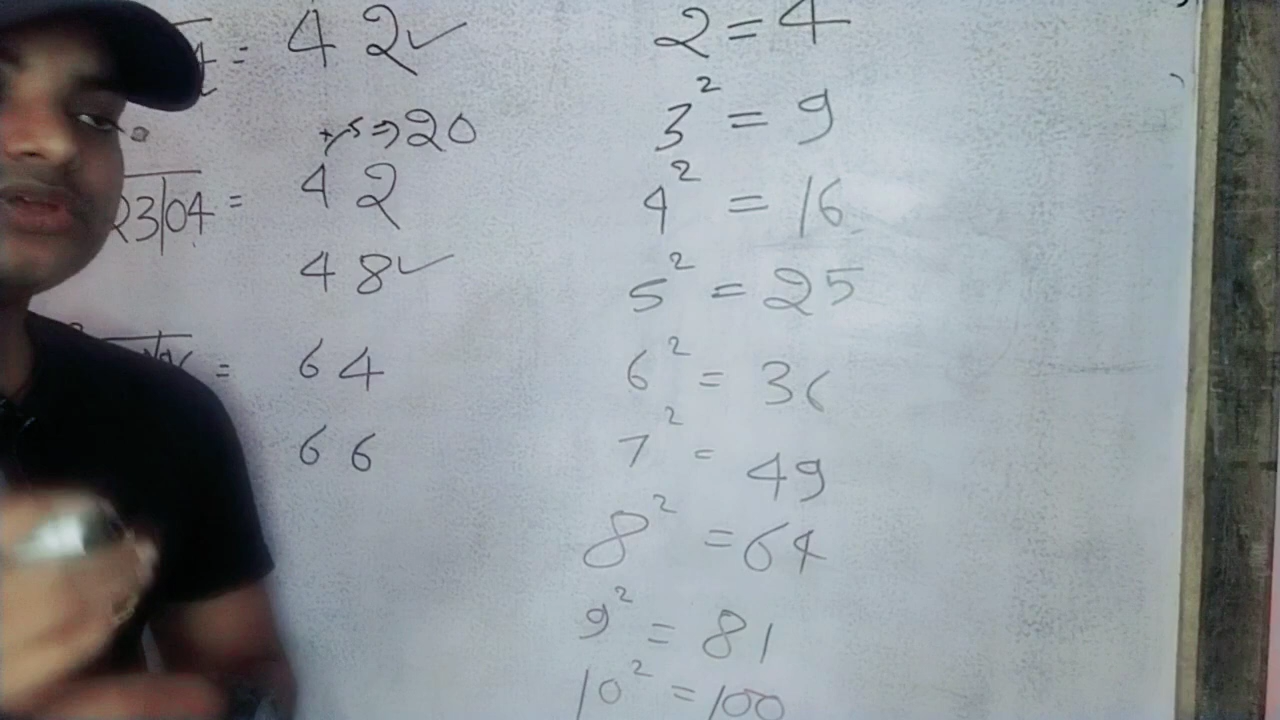 = 42✓
+,5⇒20
23|04 = 42
48✓
= 64
66
2 = 4
3² = 9
4² = 16
5² = 25
6² = 36
7² = 49
8² = 64
9² = 81
10² = 100